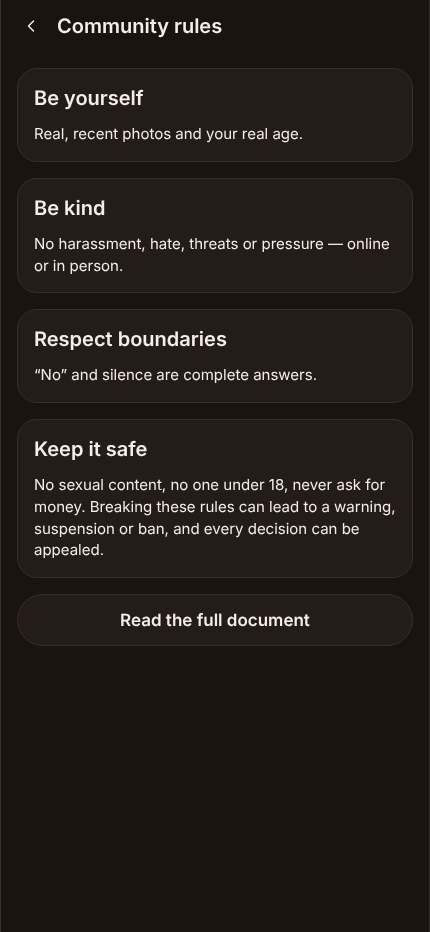 Community rules
Be yourself
Real, recent photos and your real age.
Be kind
No harassment, hate, threats or pressure — online
or in person.
Respect boundaries
“No” and silence are complete answers.
Keep it safe
No sexual content, no one under 18, never ask for
money. Breaking these rules can lead to a warning,
suspension or ban, and every decision can be
appealed.
Read the full document